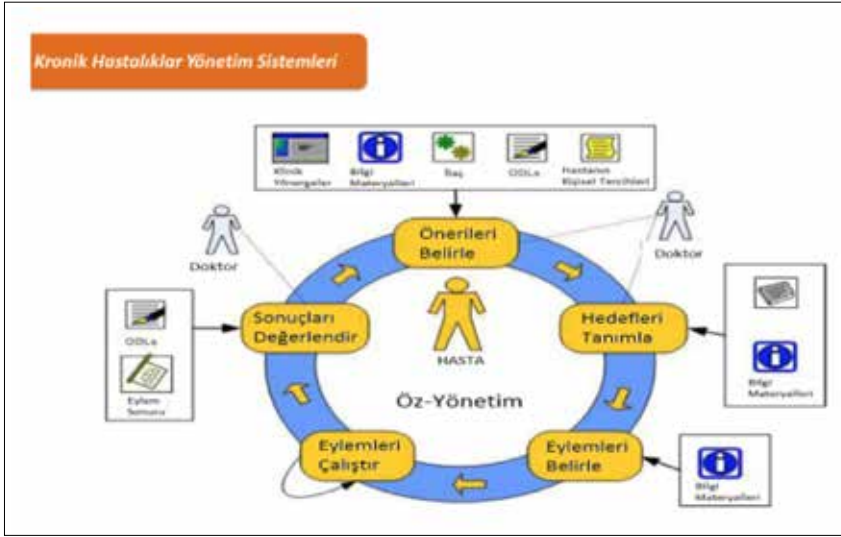 Kronik Hastalıklar Yönetim Sistemleri
Klinik
Yönergeler
Bilgi
Materyalleri
İlaç
ODLs
Hastanın
Kişisel Tercihleri
Önerileri
Belirle
Doktor
Doktor
Sonuçları
Değerlendir
HASTA
Hedefleri
Tanımla
ODLs
Eylem
Sonucu
Bilgi
Materyalleri
Öz-Yönetim
Eylemleri
Çalıştır
Eylemleri
Belirle
Bilgi
Materyalleri